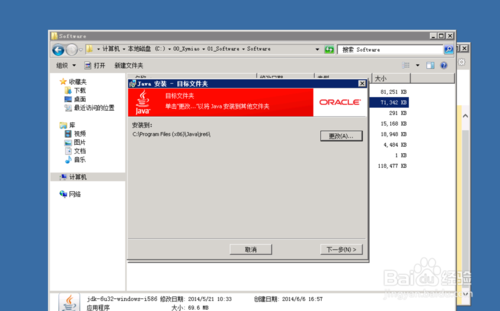 Software
计算机 本地磁盘 (C:) 00_Xymiao 01_Software Software
搜索 Software
组织 打开 新建文件夹
收藏夹
下载
桌面
最近访问的位置
库
视频
图片
文档
音乐
计算机
网络
大小
81,251 KB
71,342 KB
291 KB
15,168 KB
18,948 KB
4,484 KB
1 KB
118,477 KB
Java 安装 - 目标文件夹
目标文件夹
单击"更改..."以将 Java 安装到其他文件夹
Java
ORACLE
安装到:
C:\Program Files (x86)\Java\jre6\
更改(A)...
取消
下一步(N) >
jdk-6u32-windows-i586 修改日期: 2014/5/21 10:33 创建日期: 2014/6/6 16:57
应用程序 大小: 69.6 MB
Baidu 经验
jingyan.baidu.com